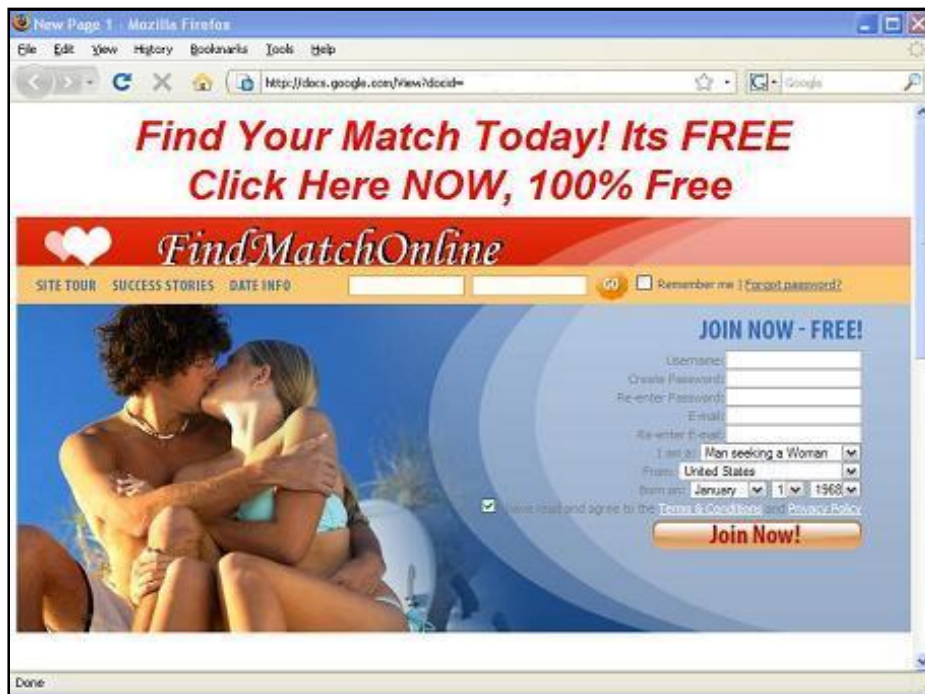 New Page 1 - Mozilla Firefox
File Edit View History Bookmarks Tools Help
http://docs.google.com/View?docid=
Google
Find Your Match Today! Its FREE
Click Here NOW, 100% Free
FindMatchOnline
SITE TOUR SUCCESS STORIES DATE INFO GO Remember me | Forgot password?
JOIN NOW - FREE!
Username:
Create Password:
Re-enter Password:
E-mail:
Re-enter E-mail:
I am a: Man seeking a Woman
From: United States
Born on: January 1 1968
I have read and agree to the Terms & Conditions and Privacy Policy
Join Now!
Done